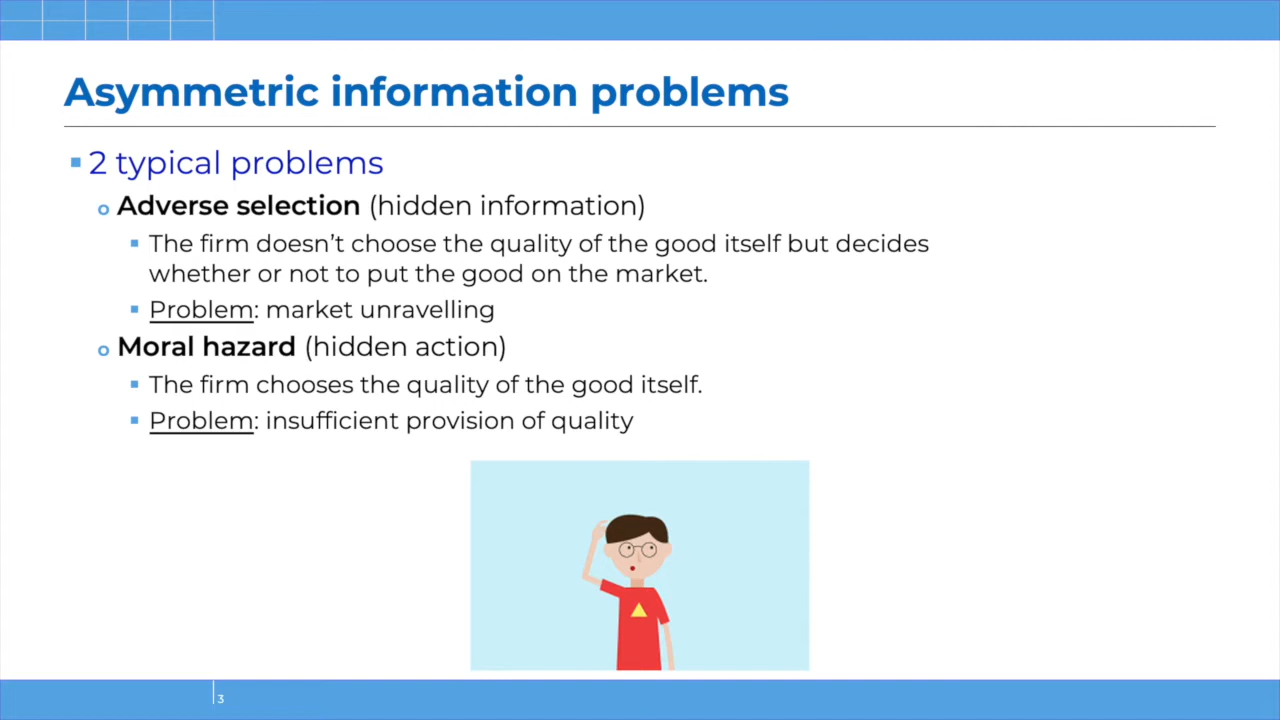 Asymmetric information problems
2 typical problems
Adverse selection (hidden information)
The firm doesn't choose the quality of the good itself but decides
whether or not to put the good on the market.
Problem: market unravelling
Moral hazard (hidden action)
The firm chooses the quality of the good itself.
Problem: insufficient provision of quality
3